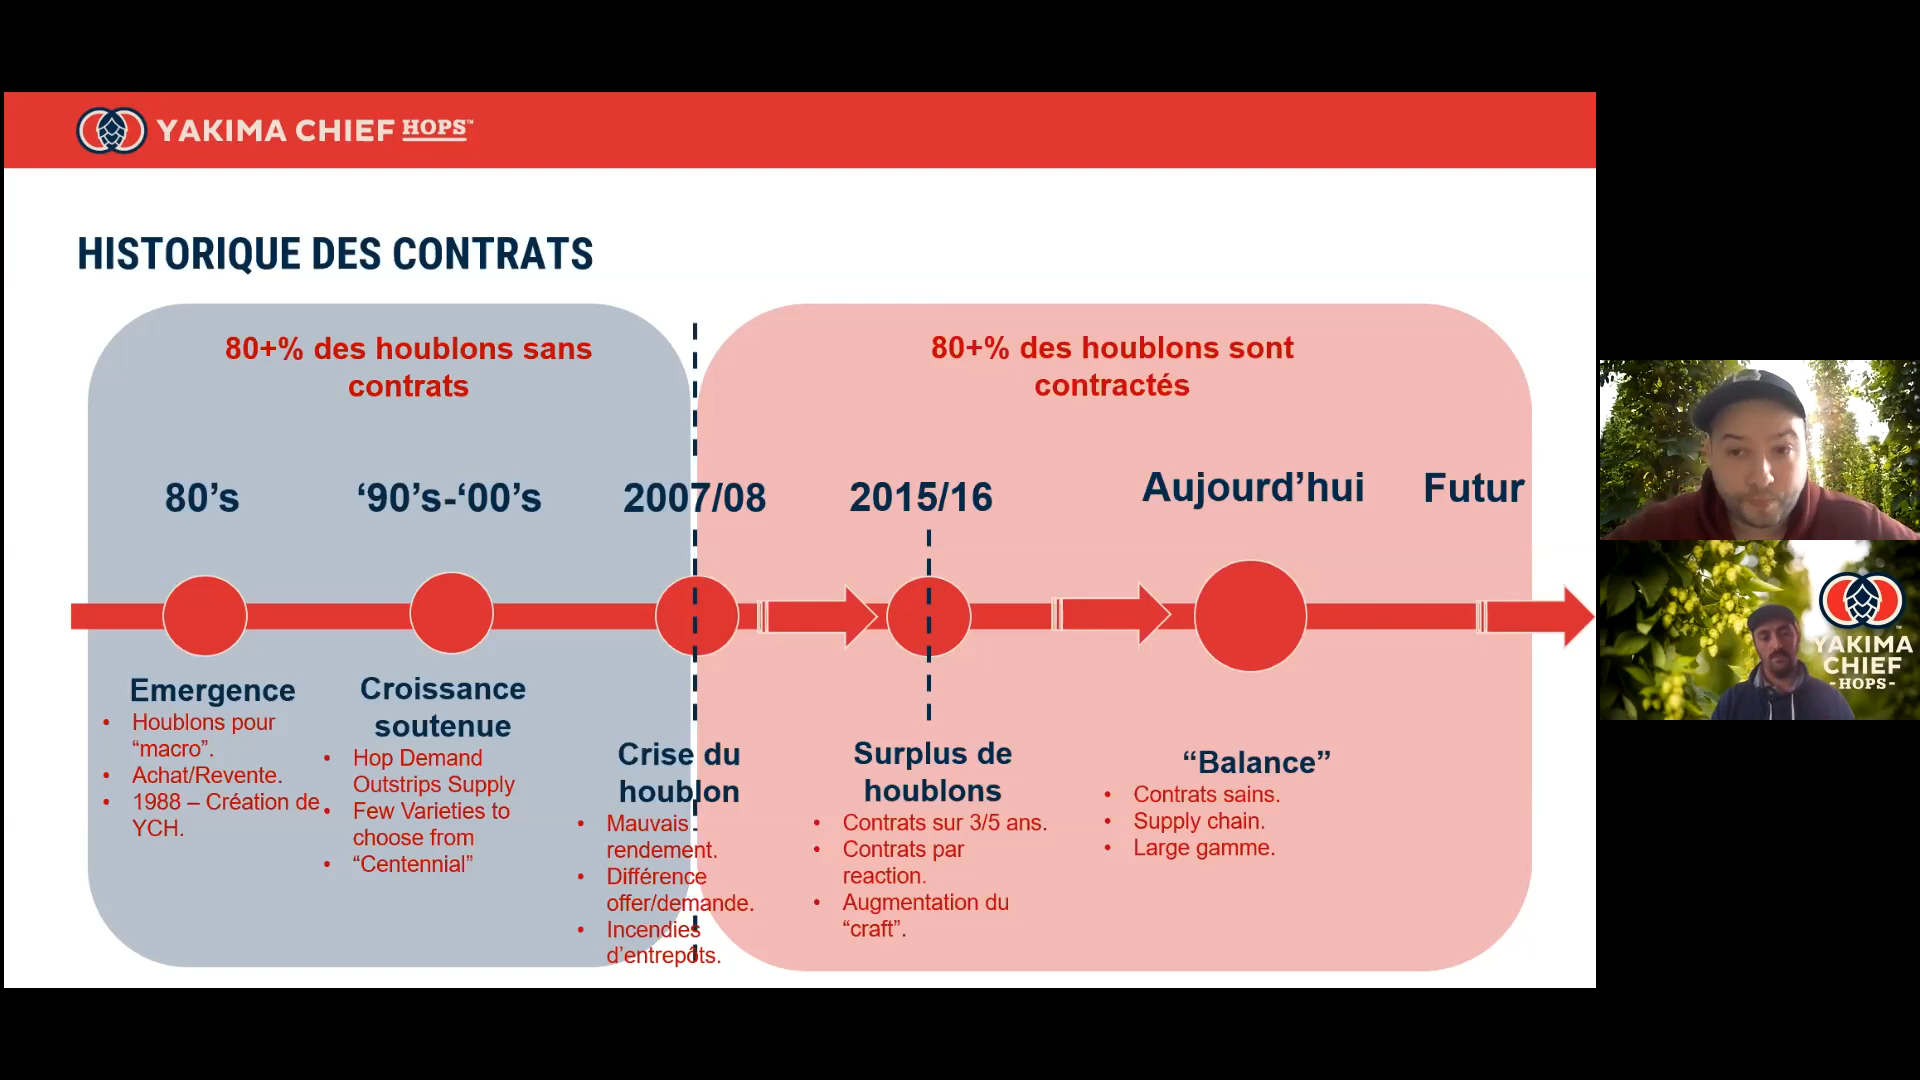 YAKIMA CHIEF HOPS™
HISTORIQUE DES CONTRATS
80+% des houblons sans
contrats
80+% des houblons sont
contractés
80’s
‘90’s-‘00’s
2007/08
2015/16
Aujourd’hui
Futur
Emergence
• Houblons pour
“macro”.
• Achat/Revente.
• 1988 – Création de
YCH.
Croissance
soutenue
• Hop Demand
Outstrips Supply
• Few Varieties to
choose from
• “Centennial”
Crise du
houblon
• Mauvais
rendement.
• Différence
offer/demande.
• Incendies
d’entrepôts.
Surplus de
houblons
• Contrats sur 3/5 ans.
• Contrats par
reaction.
• Augmentation du
“craft”.
“Balance”
• Contrats sains.
• Supply chain.
• Large gamme.
YAKIMA
CHIEF
-HOPS-